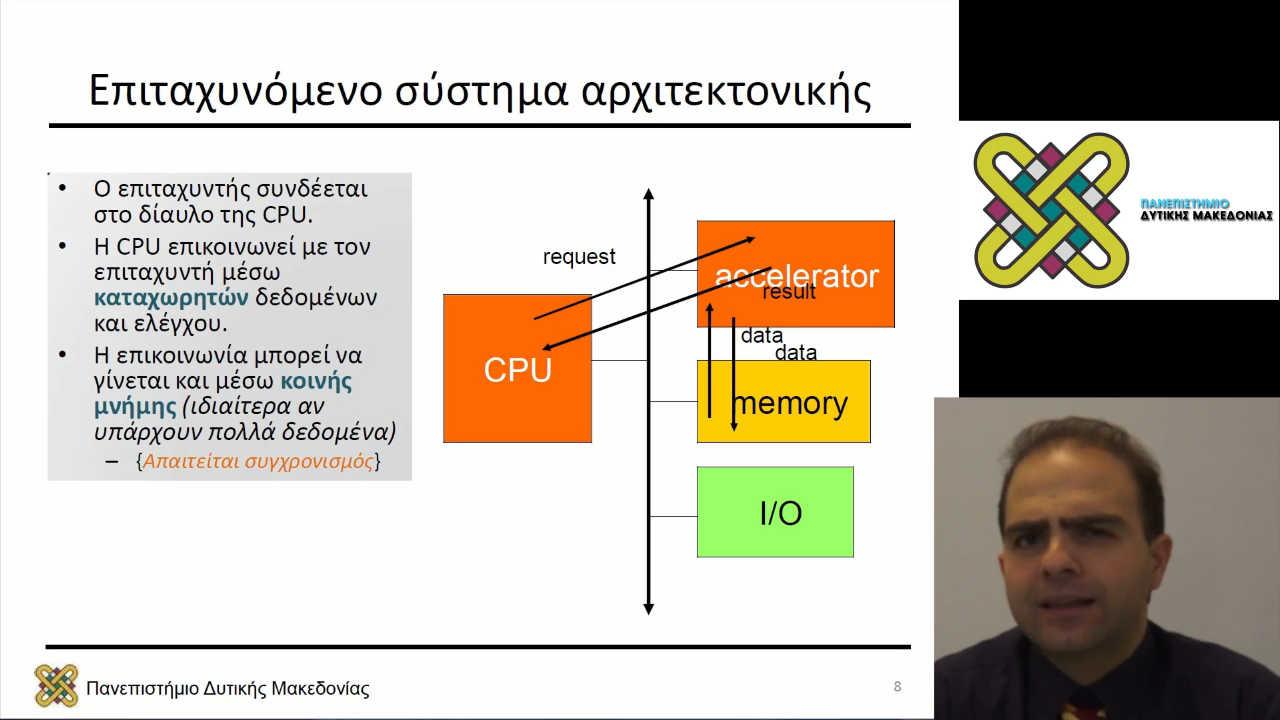 Επιταχυνόμενο σύστημα αρχιτεκτονικής
• Ο επιταχυντής συνδέεται
στο δίαυλο της CPU.
• Η CPU επικοινωνεί με τον
επιταχυντή μέσω
καταχωρητών δεδομένων
και ελέγχου.
• Η επικοινωνία μπορεί να
γίνεται και μέσω κοινής
μνήμης (ιδιαίτερα αν
υπάρχουν πολλά δεδομένα)
– {Απαιτείται συγχρονισμός}
request
accelerator
result
CPU
data
data
memory
I/O
ΠΑΝΕΠΙΣΤΗΜΙΟ
ΔΥΤΙΚΗΣ ΜΑΚΕΔΟΝΙΑΣ
Πανεπιστήμιο Δυτικής Μακεδονίας
8